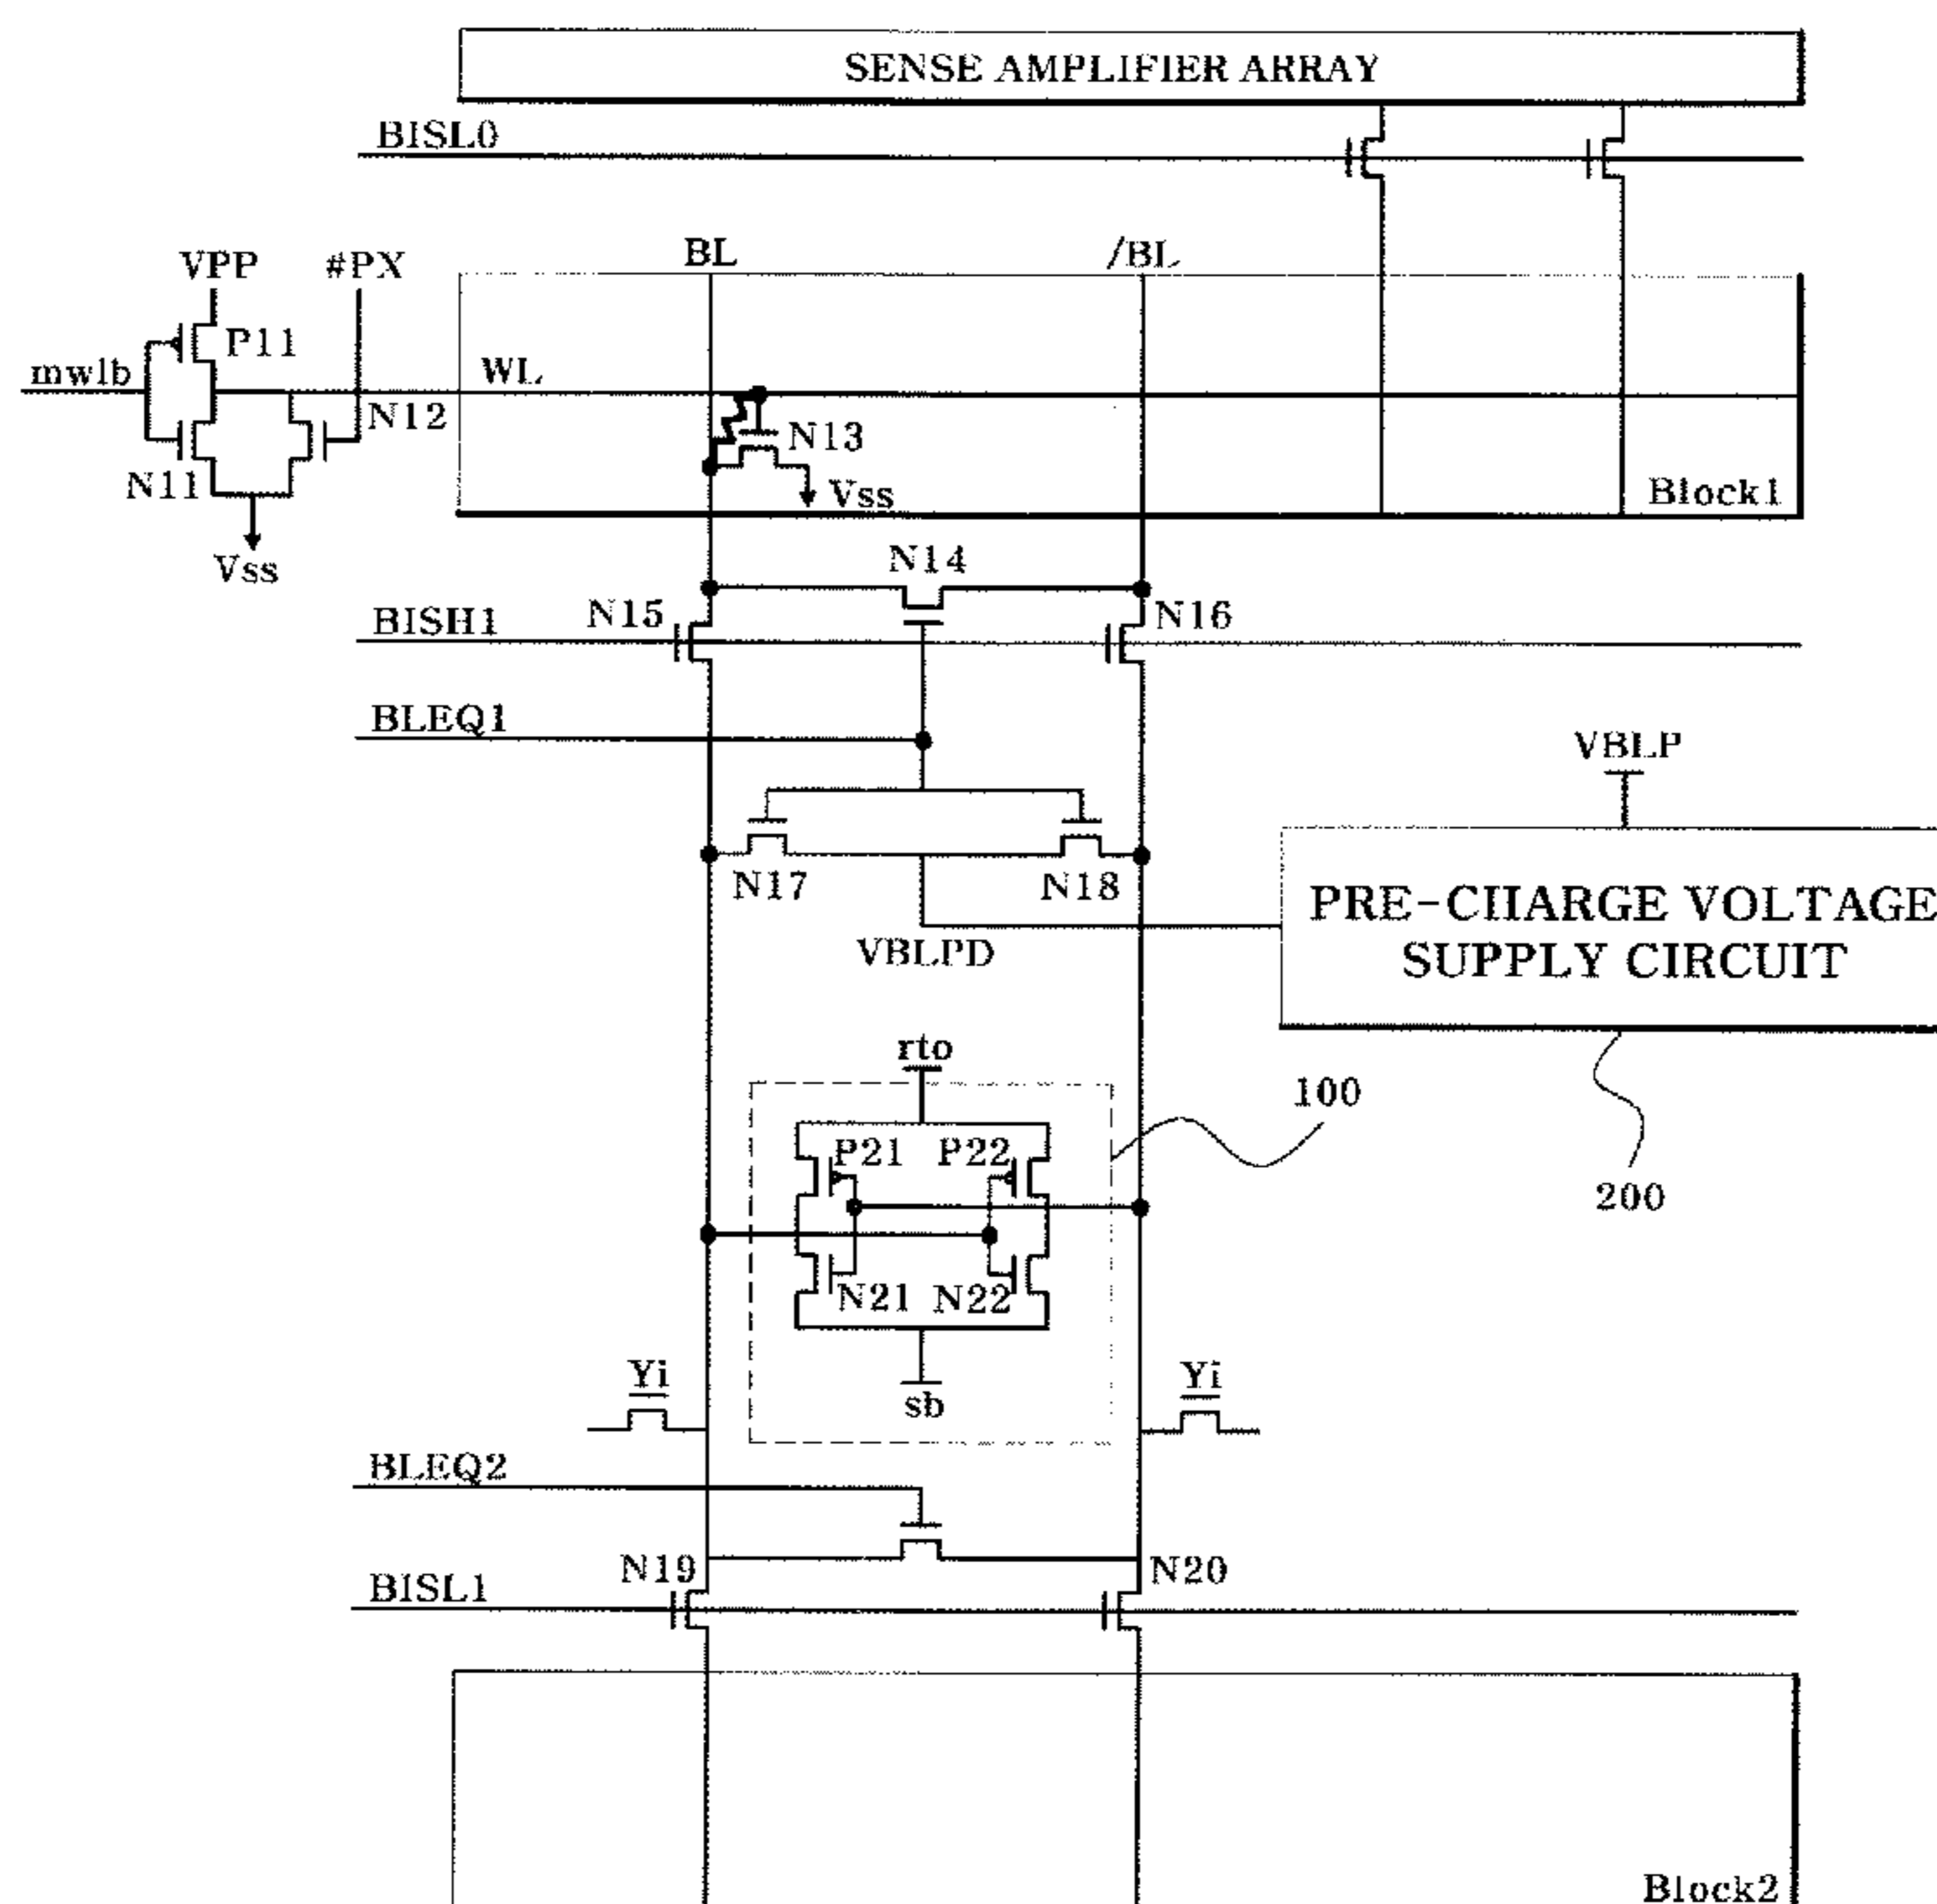 SENSE AMPLIFIER ARRAY
BISL0
BL
/BL
VPP
#PX
P11
mwlb
WL
N12
N13
N11
Vss
Block1
Vss
N14
N15
N16
BISH1
BLEQ1
VBLP
N17
N18
PRE-CHARGE VOLTAGE
SUPPLY CIRCUIT
VBLPD
rto
100
P21
P22
200
N21
N22
Yi
Yi
sb
BLEQ2
N19
N20
BISL1
Block2